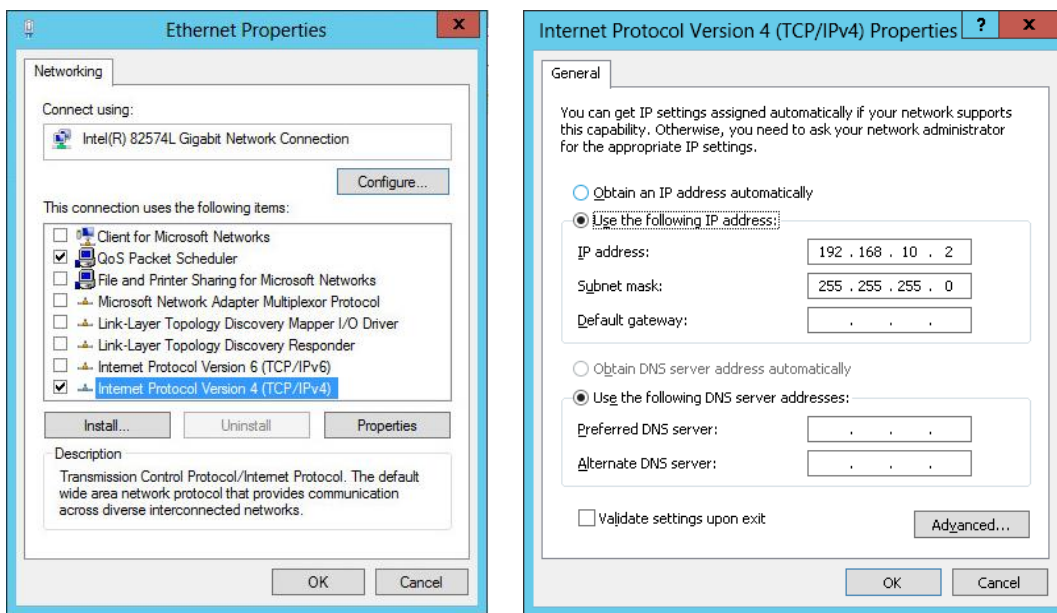 Ethernet Properties
x
Networking
Connect using:
Intel(R) 82574L Gigabit Network Connection
Configure...
This connection uses the following items:
Client for Microsoft Networks
QoS Packet Scheduler
File and Printer Sharing for Microsoft Networks
Microsoft Network Adapter Multiplexor Protocol
Link-Layer Topology Discovery Mapper I/O Driver
Link-Layer Topology Discovery Responder
Internet Protocol Version 6 (TCP/IPv6)
Internet Protocol Version 4 (TCP/IPv4)
Install...
Uninstall
Properties
Description
Transmission Control Protocol/Internet Protocol. The default
wide area network protocol that provides communication
across diverse interconnected networks.
OK
Cancel
Internet Protocol Version 4 (TCP/IPv4) Properties
?
x
General
You can get IP settings assigned automatically if your network supports
this capability. Otherwise, you need to ask your network administrator
for the appropriate IP settings.
Obtain an IP address automatically
Use the following IP address:
IP address:
192 . 168 . 10 . 2
Subnet mask:
255 . 255 . 255 . 0
Default gateway:
. . .
Obtain DNS server address automatically
Use the following DNS server addresses:
Preferred DNS server:
. . .
Alternate DNS server:
. . .
Validate settings upon exit
Advanced...
OK
Cancel